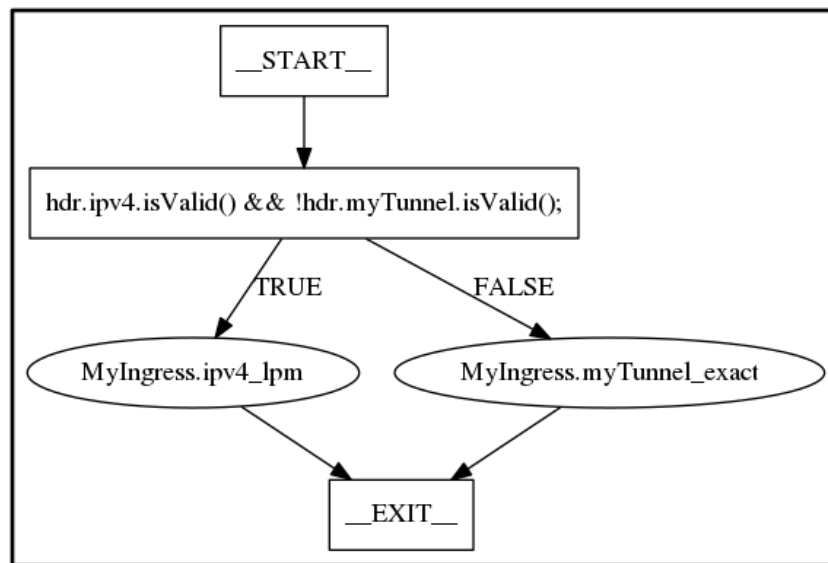 __START__
hdr.ipv4.isValid() && !hdr.myTunnel.isValid();
TRUE
FALSE
MyIngress.ipv4_lpm
MyIngress.myTunnel_exact
__EXIT__